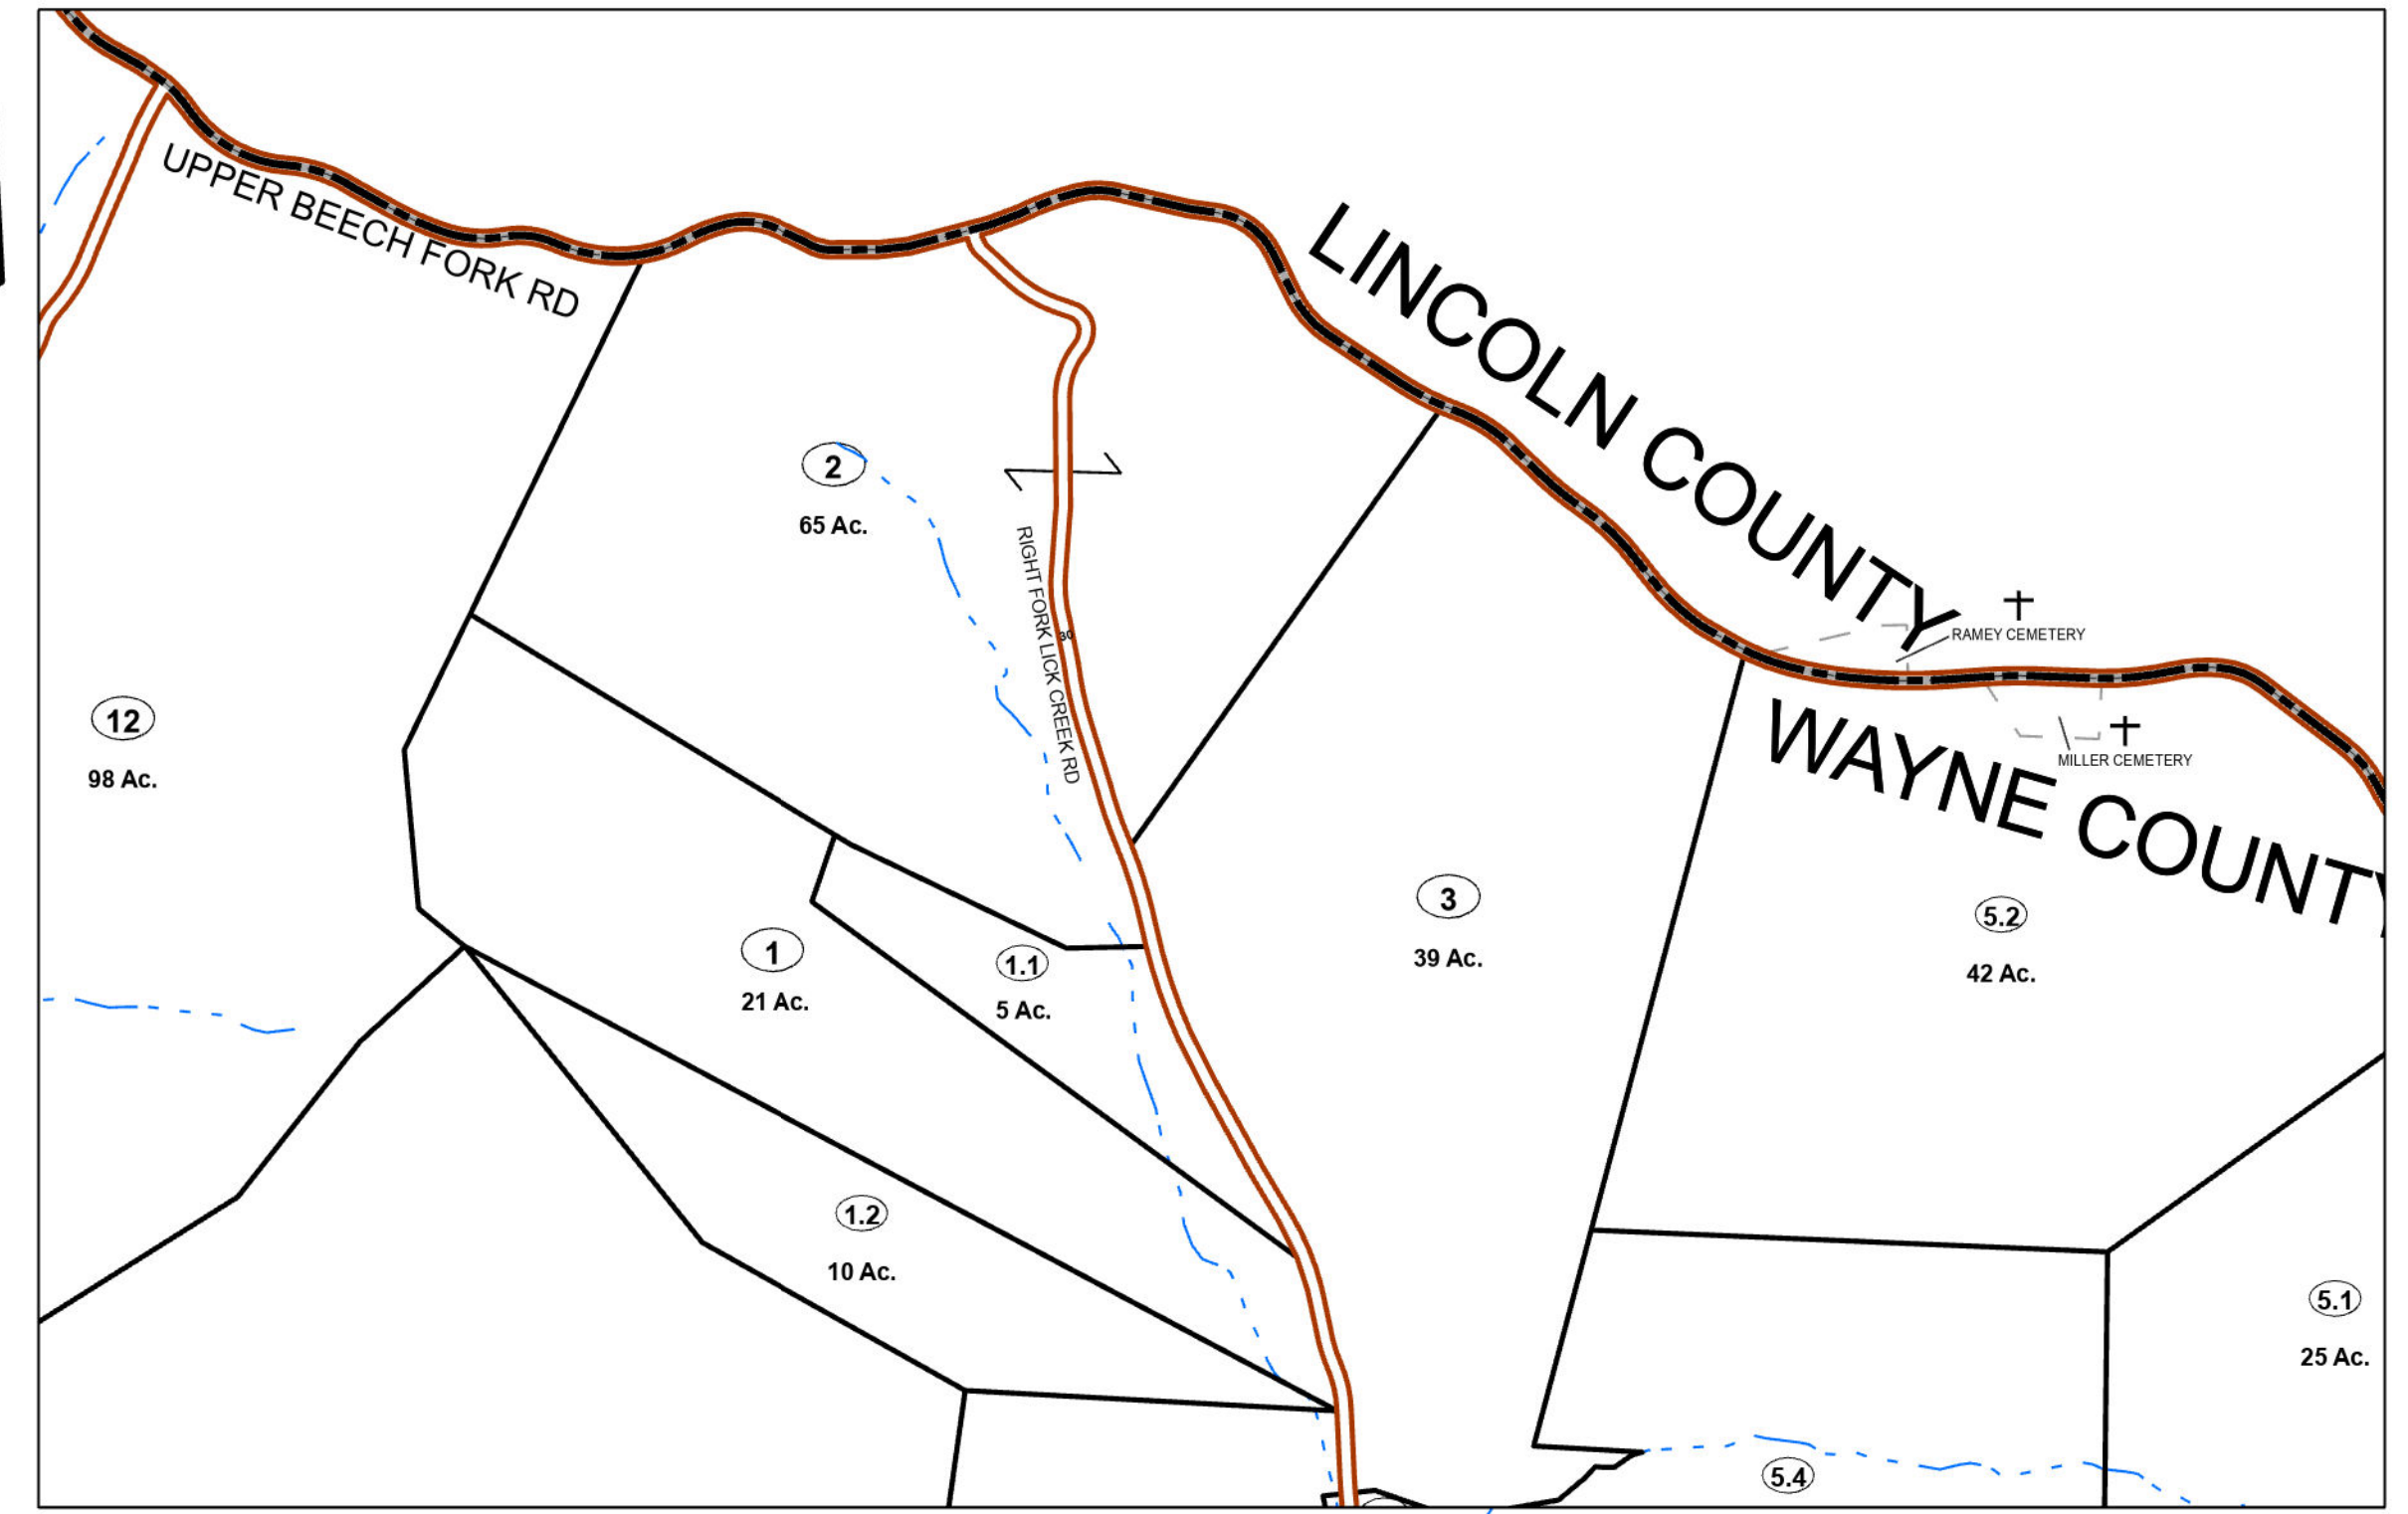 UPPER BEECH FORK RD
LINCOLN COUNTY
2
65 Ac.
RIGHT FORK LICK CREEK RD
30
RAMEY CEMETERY
12
98 Ac.
MILLER CEMETERY
WAYNE COUNTY
3
39 Ac.
5.2
42 Ac.
1
21 Ac.
1.1
5 Ac.
1.2
10 Ac.
5.1
25 Ac.
5.4